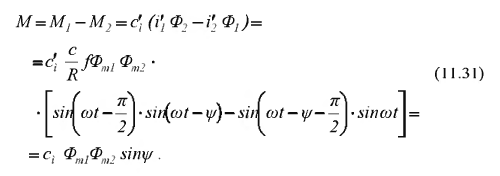 M = M₁ − M₂ = c′ᵢ (i′₁ Φ₂ − i′₂ Φ₁) =
= c′ᵢ c/R fΦₘ₁ Φₘ₂ ·
(11.31)
· [sin(ωt − π/2) · sin(ωt − ψ) − sin(ωt − ψ − π/2) · sinωt] =
= cᵢ Φₘ₁Φₘ₂ sinψ .